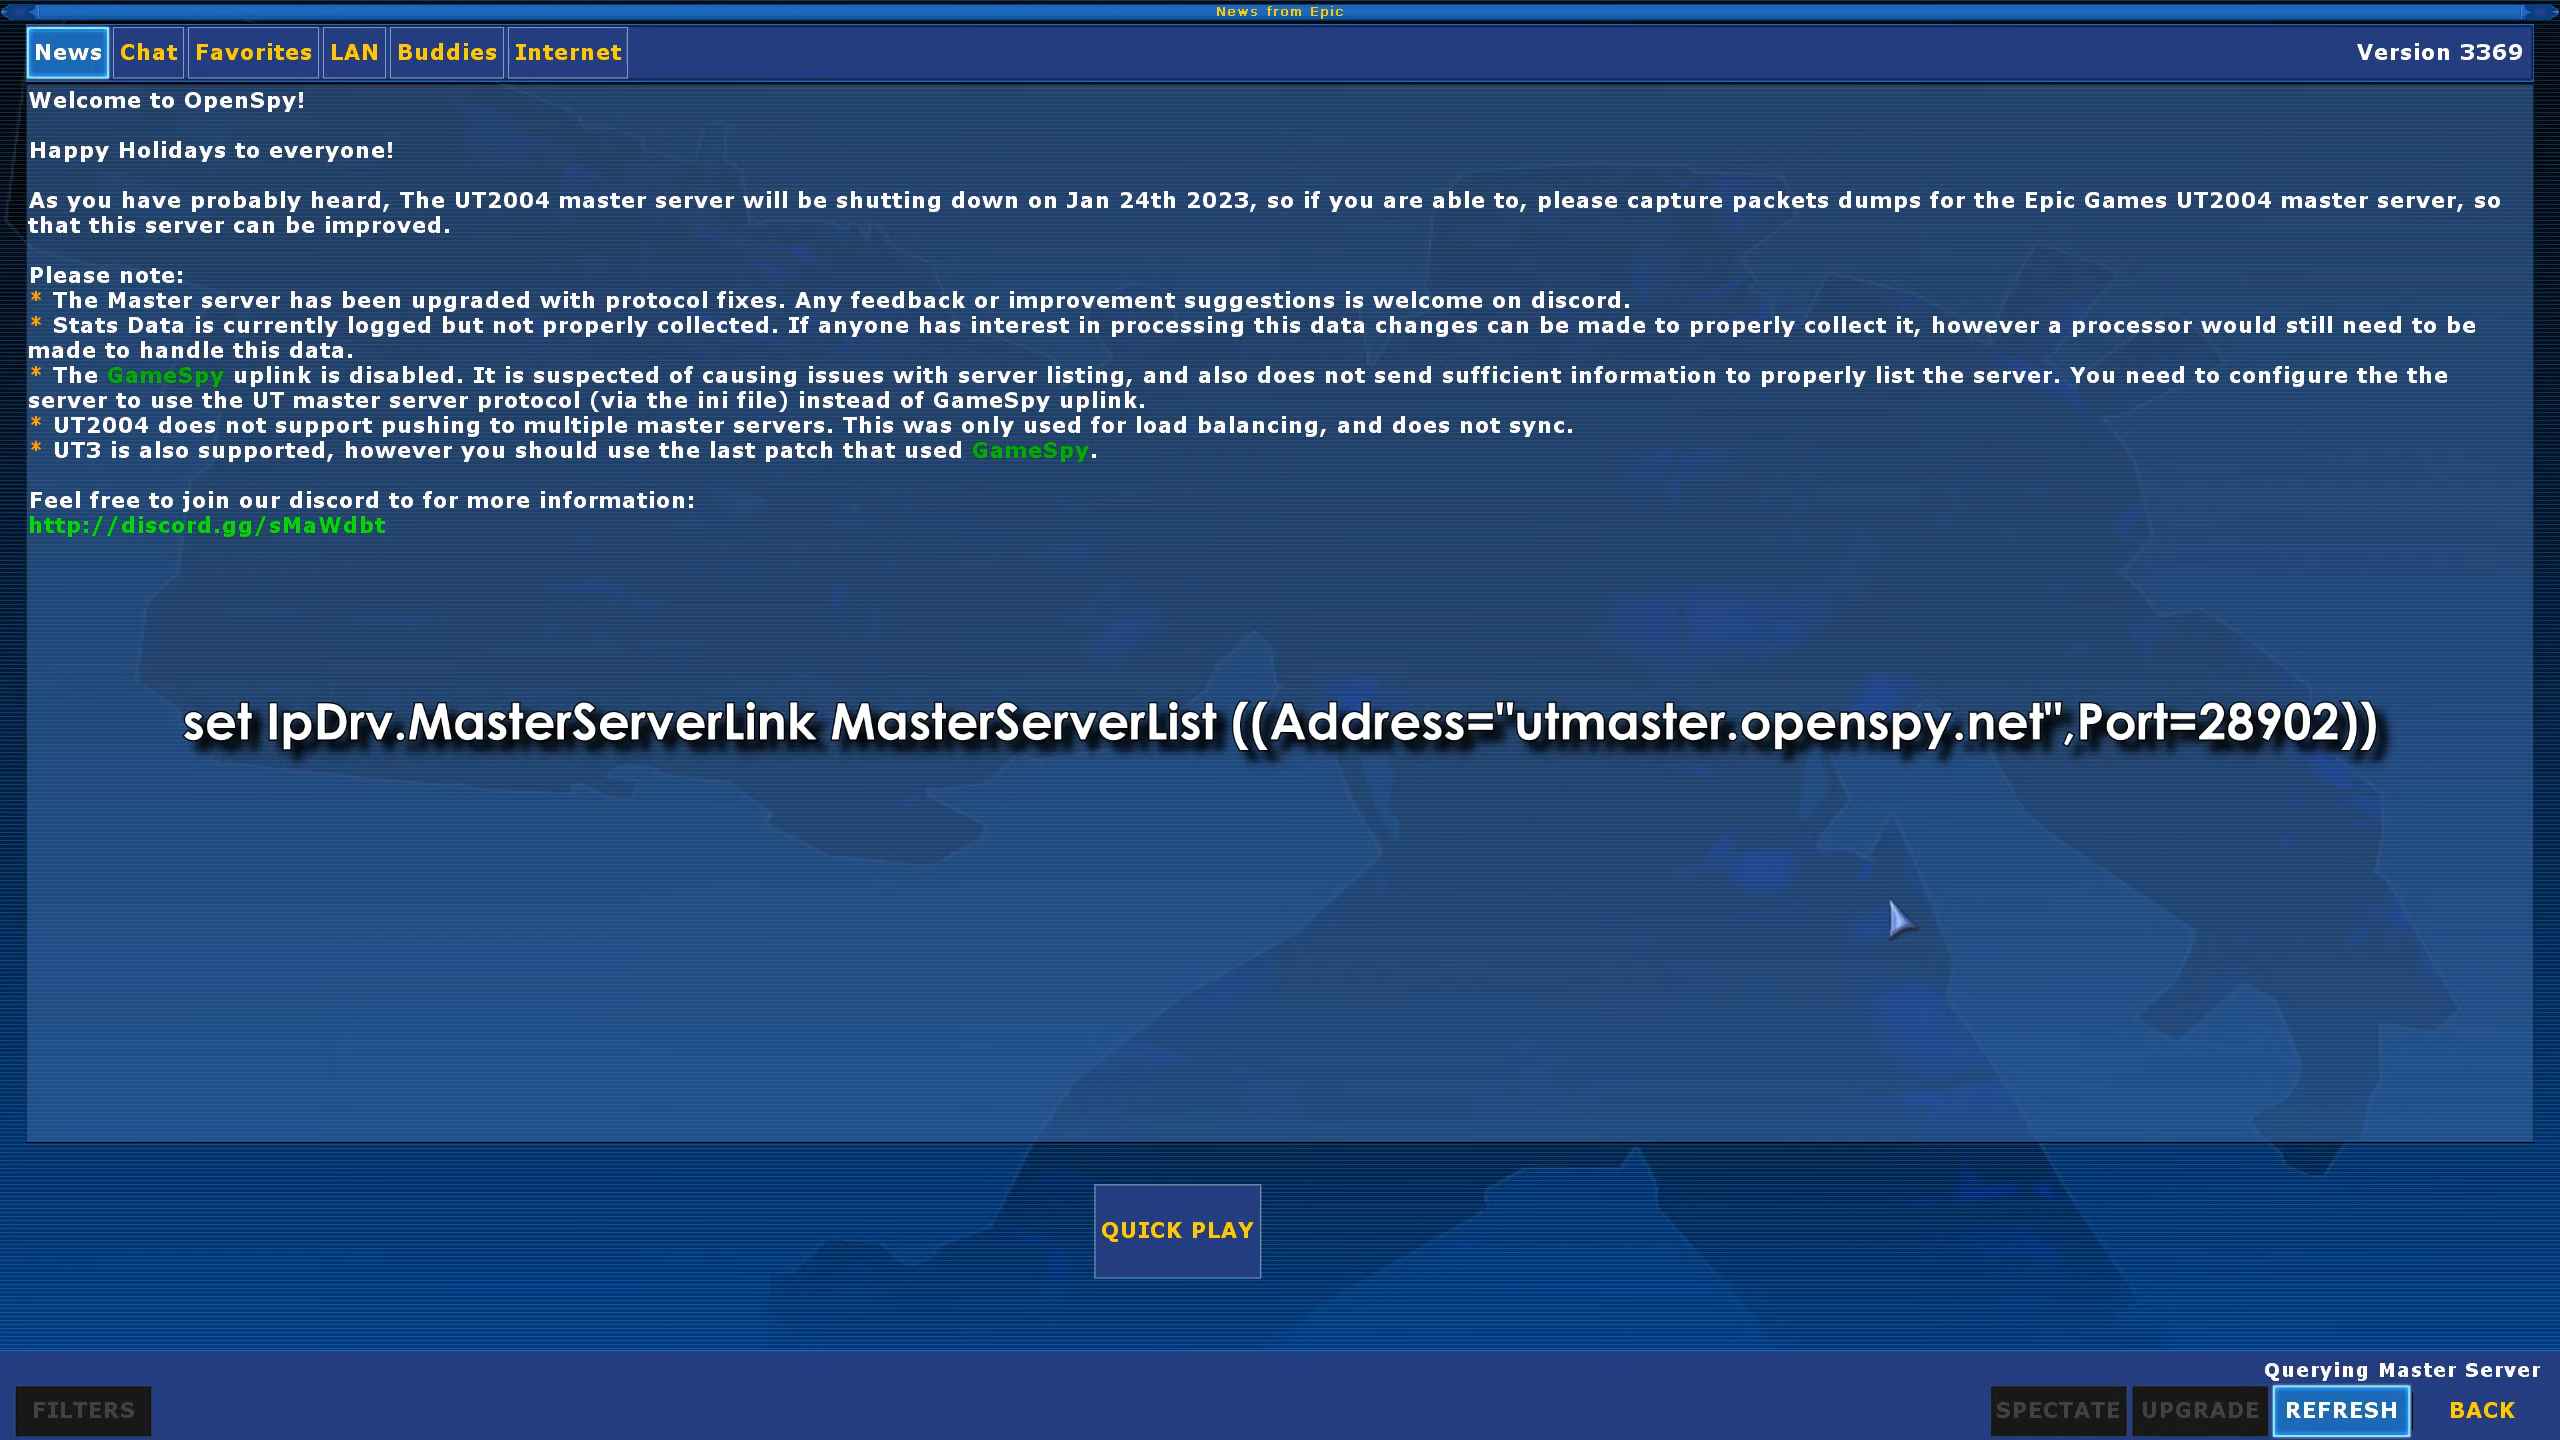 News from Epic
News Chat Favorites LAN Buddies Internet Version 3369
Welcome to OpenSpy!
Happy Holidays to everyone!
As you have probably heard, The UT2004 master server will be shutting down on Jan 24th 2023, so if you are able to, please capture packets dumps for the Epic Games UT2004 master server, so
that this server can be improved.
Please note:
* The Master server has been upgraded with protocol fixes. Any feedback or improvement suggestions is welcome on discord.
* Stats Data is currently logged but not properly collected. If anyone has interest in processing this data changes can be made to properly collect it, however a processor would still need to be
made to handle this data.
* The GameSpy uplink is disabled. It is suspected of causing issues with server listing, and also does not send sufficient information to properly list the server. You need to configure the the
server to use the UT master server protocol (via the ini file) instead of GameSpy uplink.
* UT2004 does not support pushing to multiple master servers. This was only used for load balancing, and does not sync.
* UT3 is also supported, however you should use the last patch that used GameSpy.
Feel free to join our discord to for more information:
http://discord.gg/sMaWdbt
set IpDrv.MasterServerLink MasterServerList ((Address="utmaster.openspy.net",Port=28902))
QUICK PLAY
Querying Master Server
FILTERS SPECTATE UPGRADE REFRESH BACK